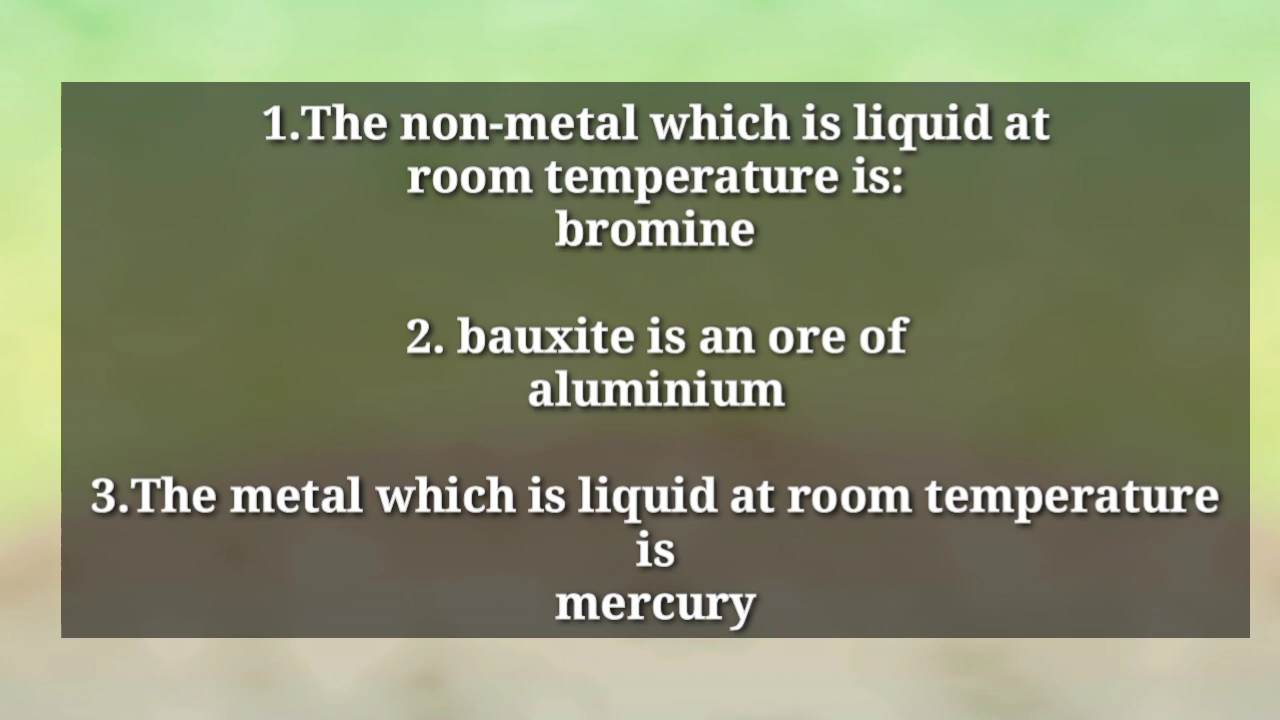 1.The non-metal which is liquid at
room temperature is:
bromine
2. bauxite is an ore of
aluminium
3.The metal which is liquid at room temperature
is
mercury